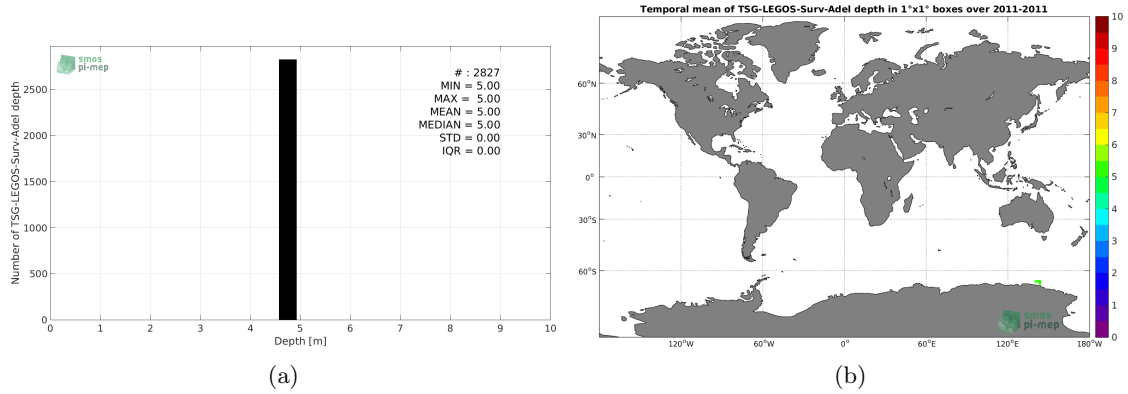 smos
pi-mep
# : 2827
MIN = 5.00
MAX = 5.00
MEAN = 5.00
MEDIAN = 5.00
STD = 0.00
IQR = 0.00
Number of TSG-LEGOS-Surv-Adel depth
2500
2000
1500
1000
500
0
0 1 2 3 4 5 6 7 8 9 10
Depth [m]
(a)
Temporal mean of TSG-LEGOS-Surv-Adel depth in 1°x1° boxes over 2011-2011
60°N
30°N
0°
30°S
60°S
120°W 60°W 0° 60°E 120°E 180°W
smos
pi-mep
10
9
8
7
6
5
4
3
2
1
0
(b)